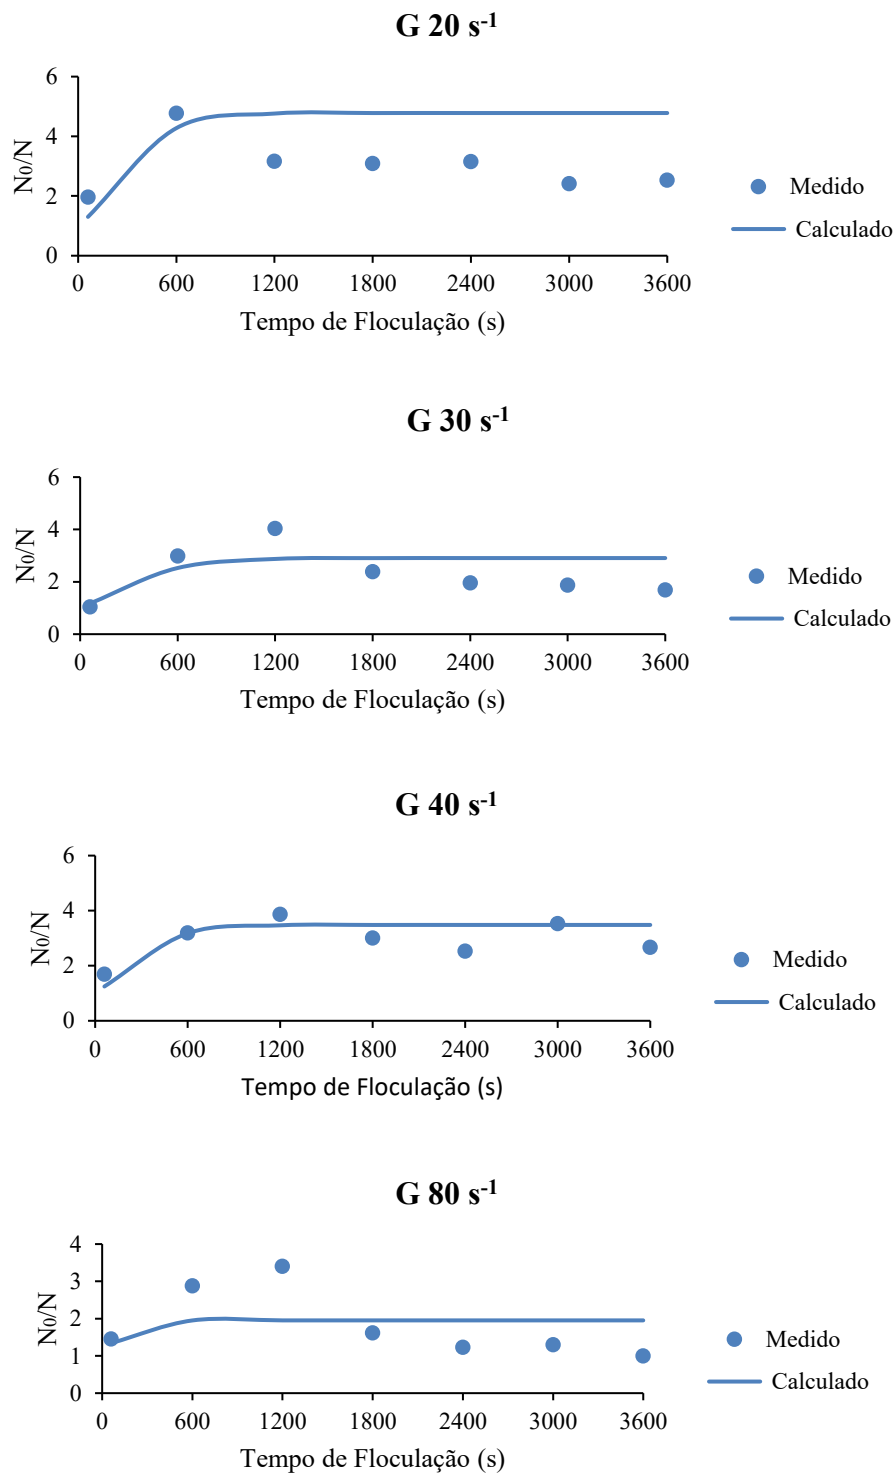 G 20 s⁻¹
6
4
2
0
N₀/N
0 600 1200 1800 2400 3000 3600
Tempo de Floculação (s)
Medido
Calculado
G 30 s⁻¹
6
4
2
0
N₀/N
0 600 1200 1800 2400 3000 3600
Tempo de Floculação (s)
Medido
Calculado
G 40 s⁻¹
6
4
2
0
N₀/N
0 600 1200 1800 2400 3000 3600
Tempo de Floculação (s)
Medido
Calculado
G 80 s⁻¹
4
3
2
1
0
N₀/N
0 600 1200 1800 2400 3000 3600
Tempo de Floculação (s)
Medido
Calculado